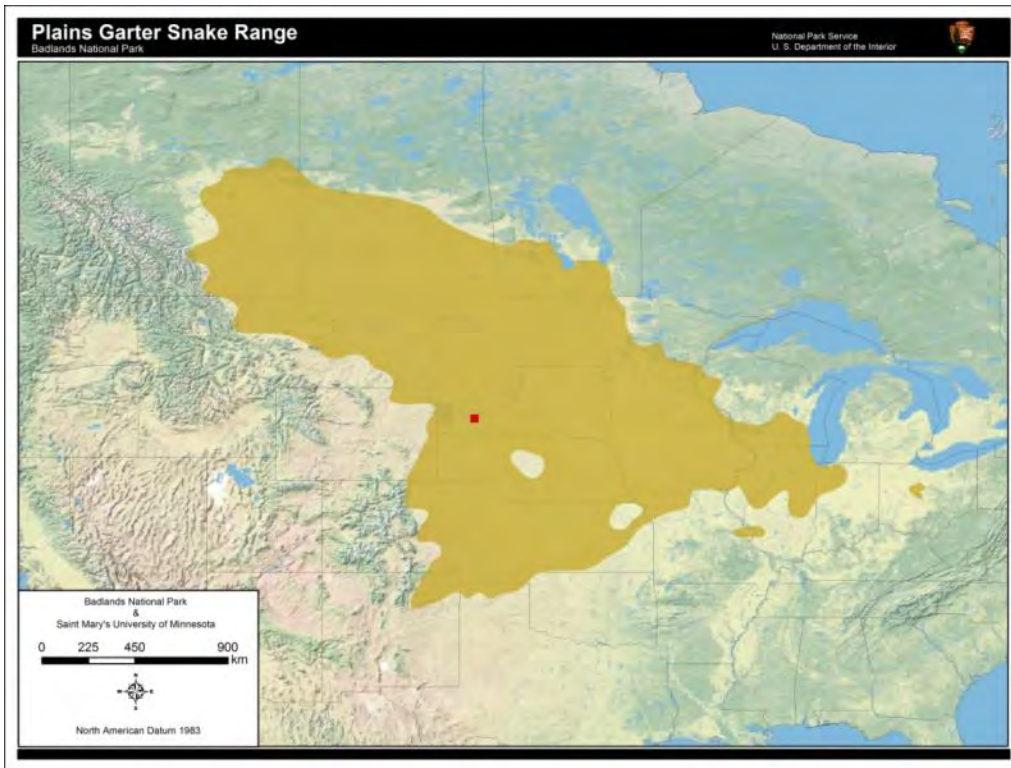 Plains Garter Snake Range
Badlands National Park
National Park Service
U. S. Department of the Interior
Badlands National Park
&
Saint Mary's University of Minnesota
0 225 450 900
km
N
W E
S
North American Datum 1983